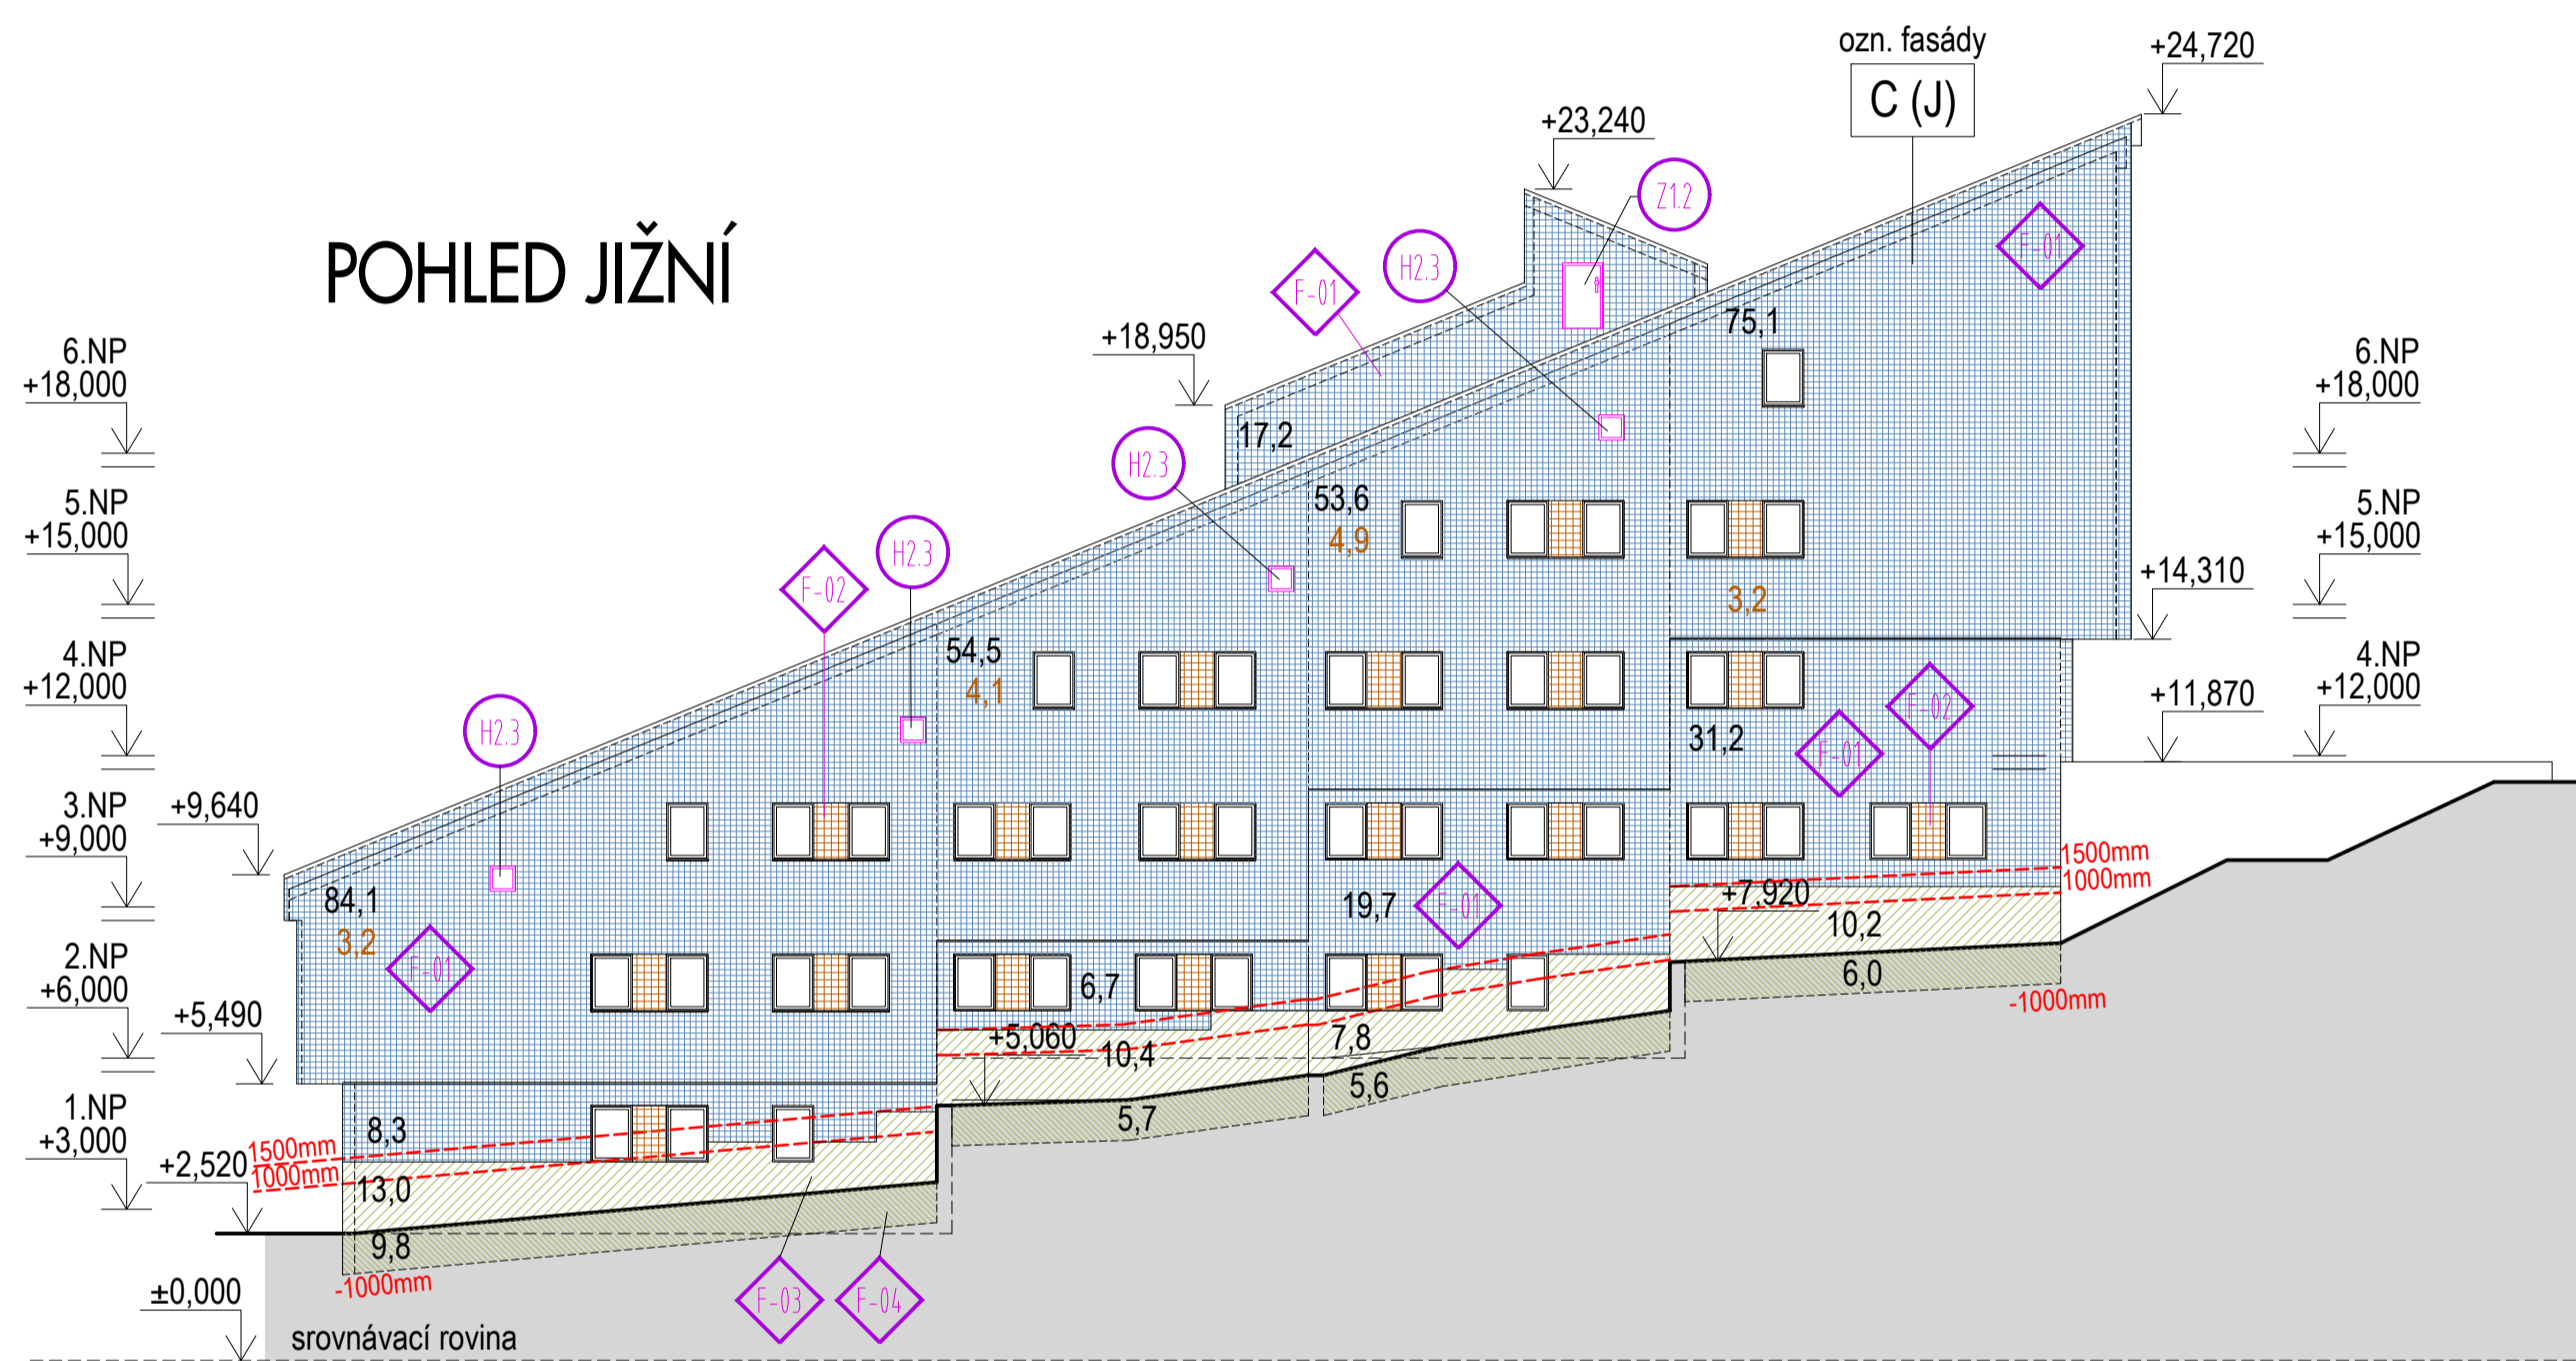 ozn. fasády
C (J)
+24,720
+23,240
Z1.2
POHLED JIŽNÍ
F-01
H2.3
F-01
75,1
+18,950
6.NP
+18,000
6.NP
+18,000
17,2
H2.3
5.NP
+15,000
53,6
4,9
5.NP
+15,000
H2.3
F-02
+14,310
3,2
4.NP
+12,000
54,5
4,1
4.NP
+12,000
+11,870
F-02
H2.3
31,2
F-01
3.NP
+9,000
+9,640
1500mm
1000mm
84,1
3,2
F-01
19,7
F-01
+7,920
10,2
2.NP
+6,000
6,7
6,0
-1000mm
+5,490
+5,060
10,4
7,8
5,6
5,7
1.NP
+3,000
8,3
+2,520
1500mm
1000mm
13,0
9,8
-1000mm
F-03
F-04
±0,000
srovnávací rovina